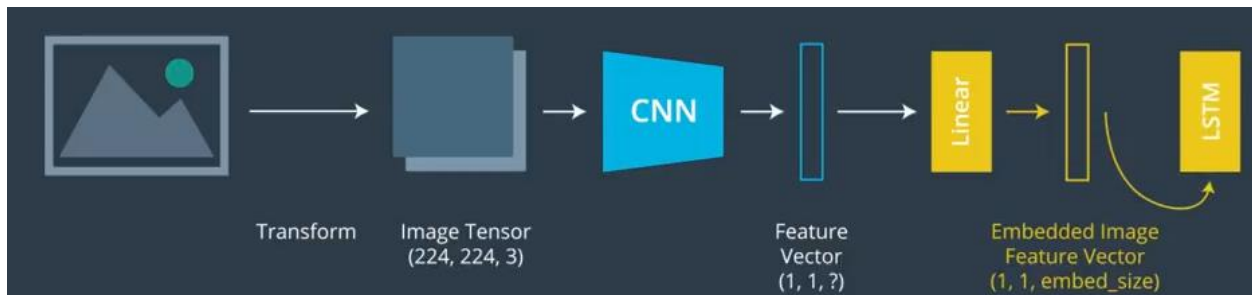 CNN
Linear
LSTM
Transform
Image Tensor
(224, 224, 3)
Feature
Vector
(1, 1, ?)
Embedded Image
Feature Vector
(1, 1, embed_size)